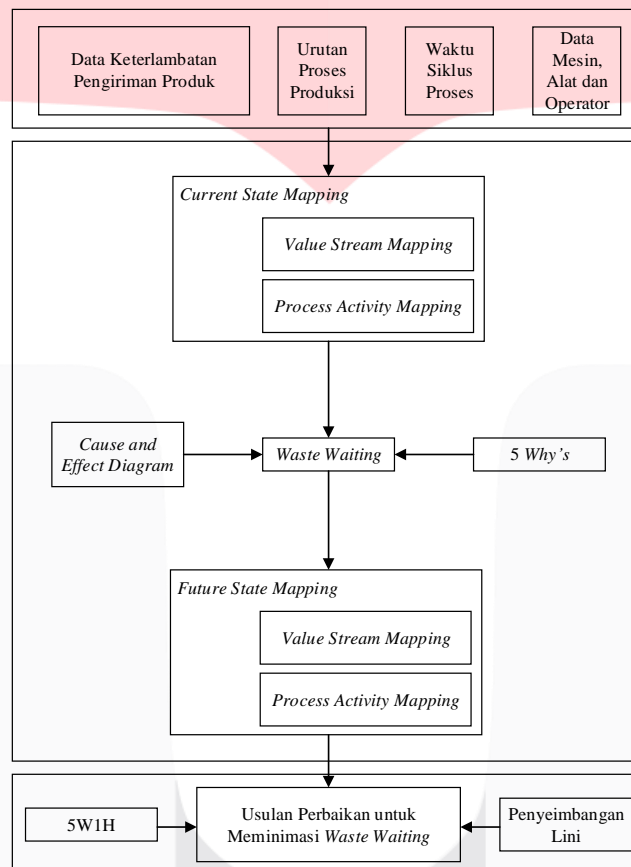 Data Keterlambatan
Pengiriman Produk
Urutan
Proses
Produksi
Waktu
Siklus
Proses
Data
Mesin,
Alat dan
Operator
Current State Mapping
Value Stream Mapping
Process Activity Mapping
Cause and
Effect Diagram
Waste Waiting
5 Why's
Future State Mapping
Value Stream Mapping
Process Activity Mapping
5W1H
Usulan Perbaikan untuk
Meminimasi Waste Waiting
Penyeimbangan
Lini